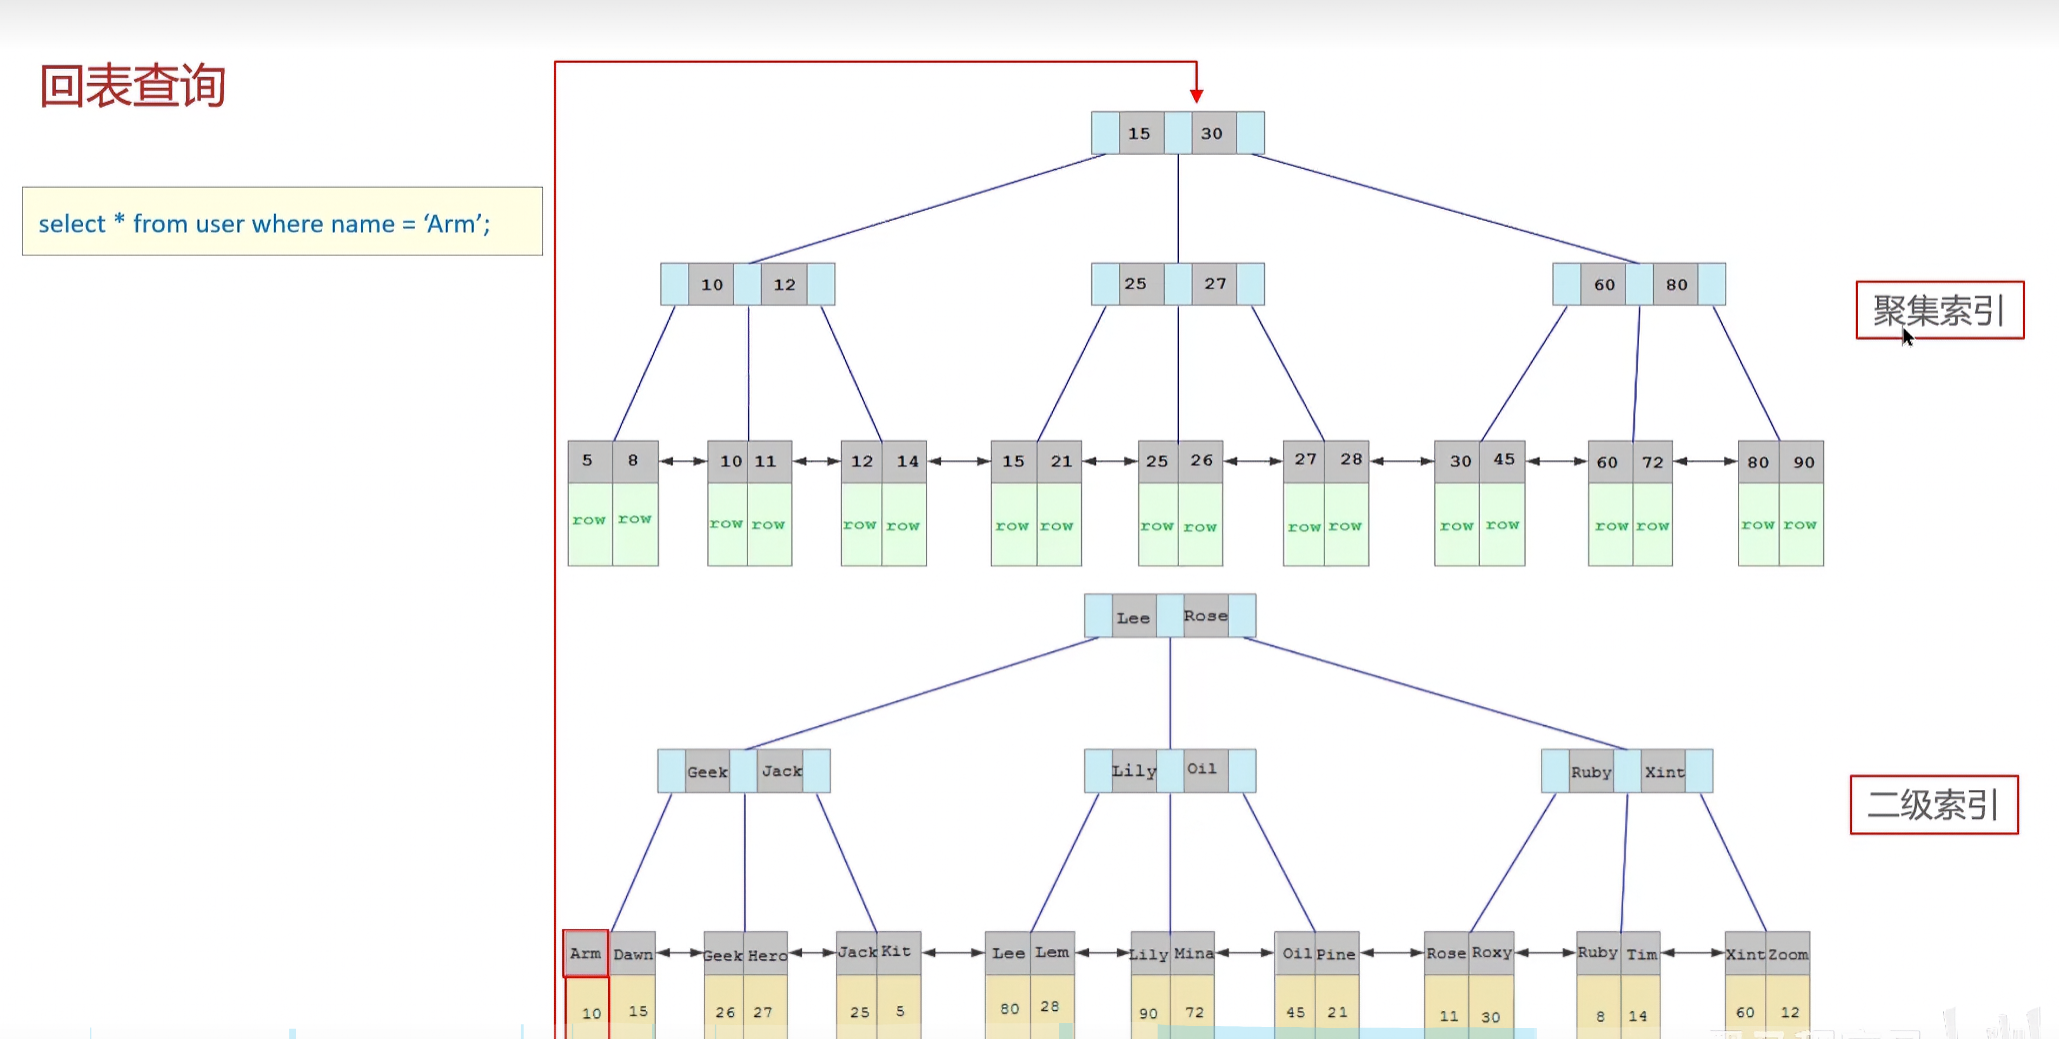 回表查询
select * from user where name = ‘Arm’;
15 30
10 12 25 27 60 80
聚集索引
5 8 10 11 12 14 15 21 25 26 27 28 30 45 60 72 80 90
row row row row row row row row row row row row row row row row row row
Lee Rose
Geek Jack Lily Oil Ruby Xint
二级索引
Arm Dawn Geek Hero Jack Kit Lee Lem Lily Mina Oil Pine Rose Roxy Ruby Tim Xint Zoom
10 15 26 27 25 5 80 28 90 72 45 21 11 30 8 14 60 12